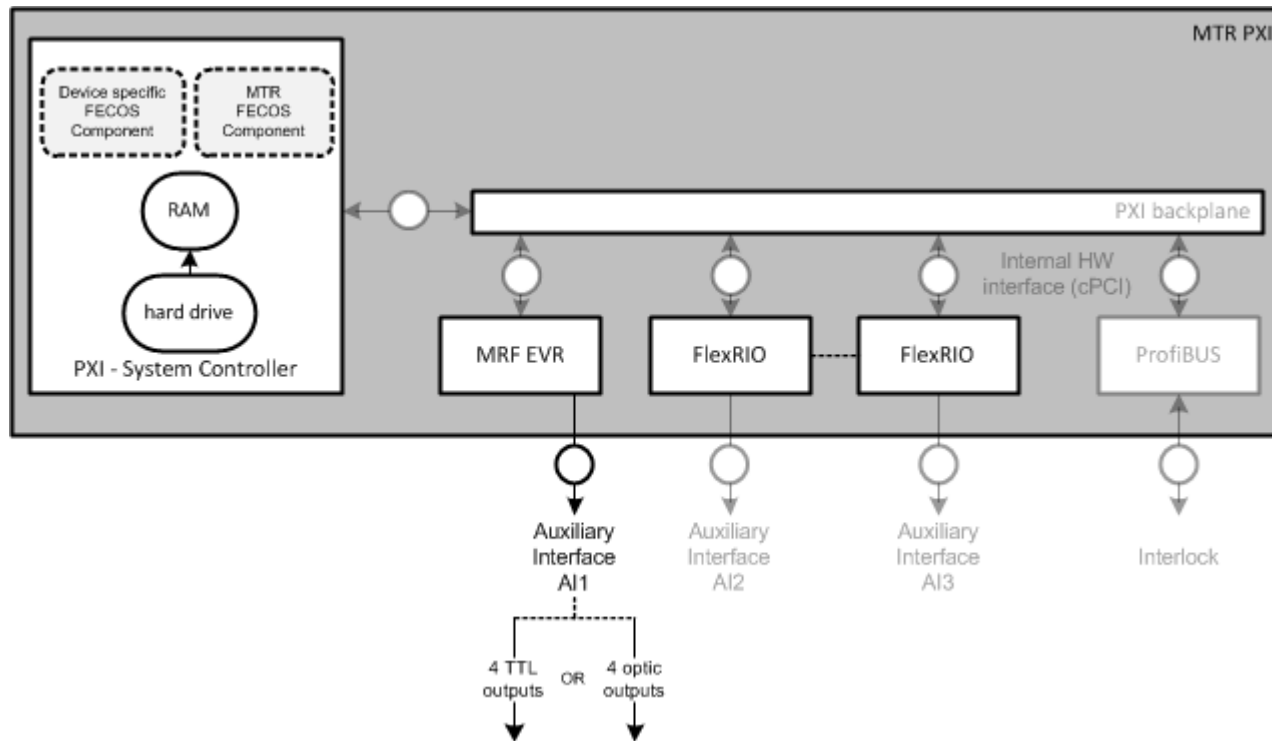 MTR PXI
Device specific
FECOS
Component
MTR
FECOS
Component
RAM
hard drive
PXI - System Controller
PXI backplane
Internal HW
interface (cPCI)
MRF EVR
FlexRIO
FlexRIO
ProfiBUS
Auxiliary
Interface
AI1
Auxiliary
Interface
AI2
Auxiliary
Interface
AI3
Interlock
4 TTL
outputs
OR
4 optic
outputs